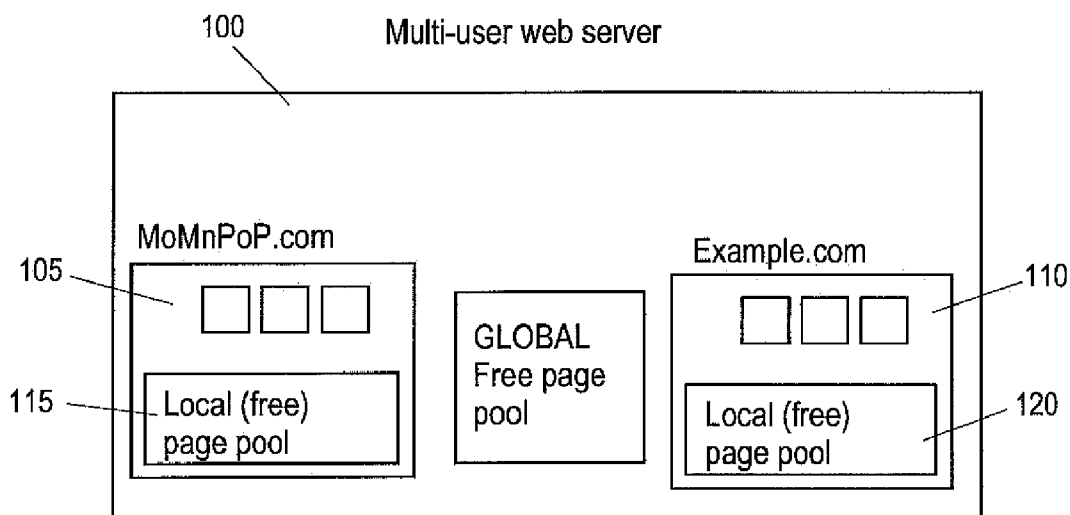 100
Multi-user web server
MoMnPoP.com
Example.com
105
110
GLOBAL
Free page
pool
115
Local (free)
page pool
Local (free)
page pool
120